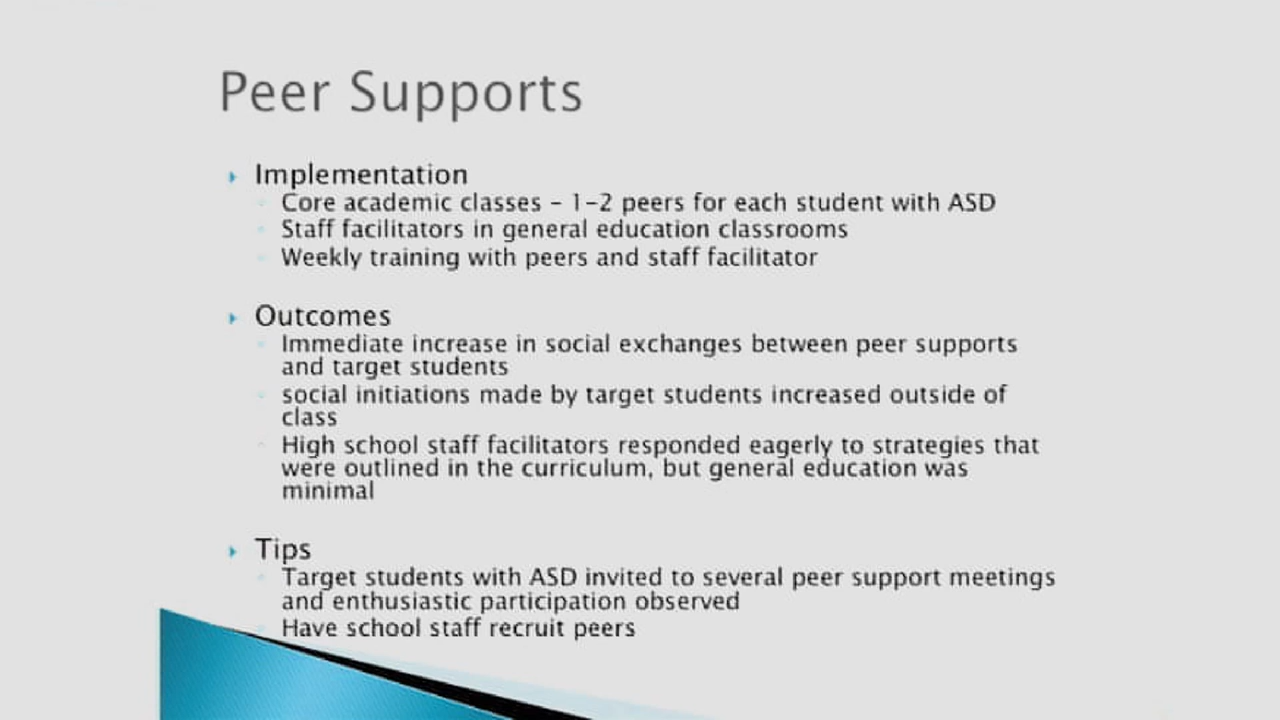 Peer Supports
Implementation
Core academic classes – 1-2 peers for each student with ASD
Staff facilitators in general education classrooms
Weekly training with peers and staff facilitator
Outcomes
Immediate increase in social exchanges between peer supports
and target students
social initiations made by target students increased outside of
class
High school staff facilitators responded eagerly to strategies that
were outlined in the curriculum, but general education was
minimal
Tips
Target students with ASD invited to several peer support meetings
and enthusiastic participation observed
Have school staff recruit peers